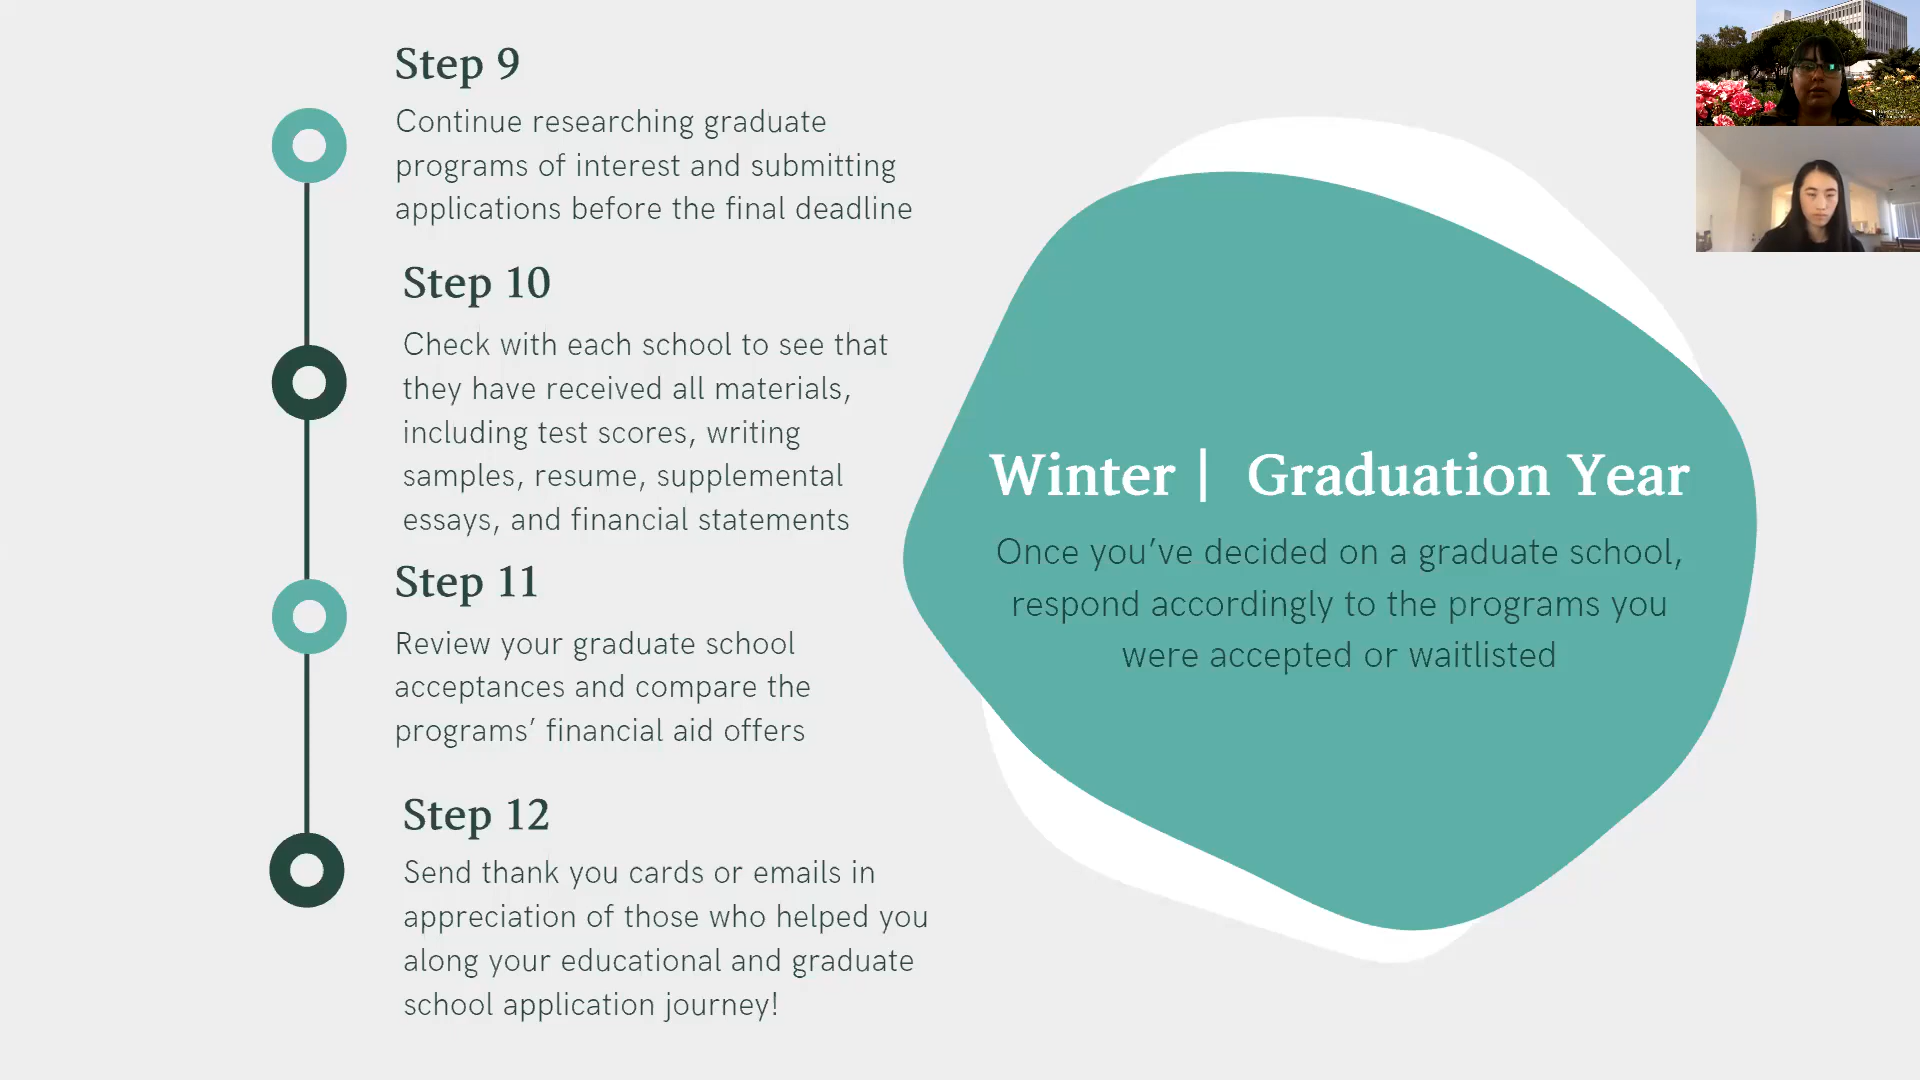 Step 9
Continue researching graduate
programs of interest and submitting
applications before the final deadline
Step 10
Check with each school to see that
they have received all materials,
including test scores, writing
samples, resume, supplemental
essays, and financial statements
Step 11
Review your graduate school
acceptances and compare the
programs’ financial aid offers
Step 12
Send thank you cards or emails in
appreciation of those who helped you
along your educational and graduate
school application journey!
Winter | Graduation Year
Once you’ve decided on a graduate school,
respond accordingly to the programs you
were accepted or waitlisted